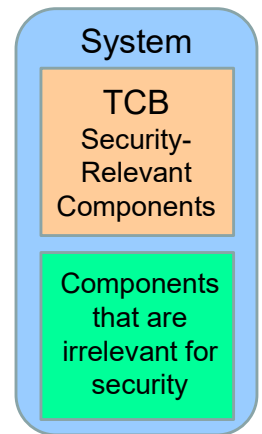 System
TCB
Security-
Relevant
Components
Components
that are
irrelevant for
security